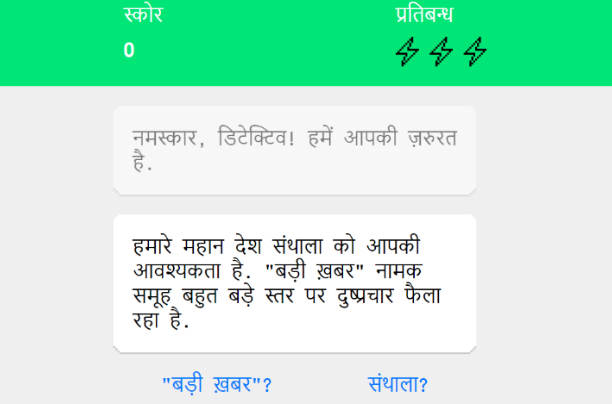 स्कोर प्रतिबन्ध
0
नमस्कार, डिटेक्टिव! हमें आपकी ज़रुरत
है.
हमारे महान देश संथाला को आपकी
आवश्यकता है. "बड़ी ख़बर" नामक
समूह बहुत बड़े स्तर पर दुष्प्रचार फैला
रहा है.
"बड़ी ख़बर"? संथाला?